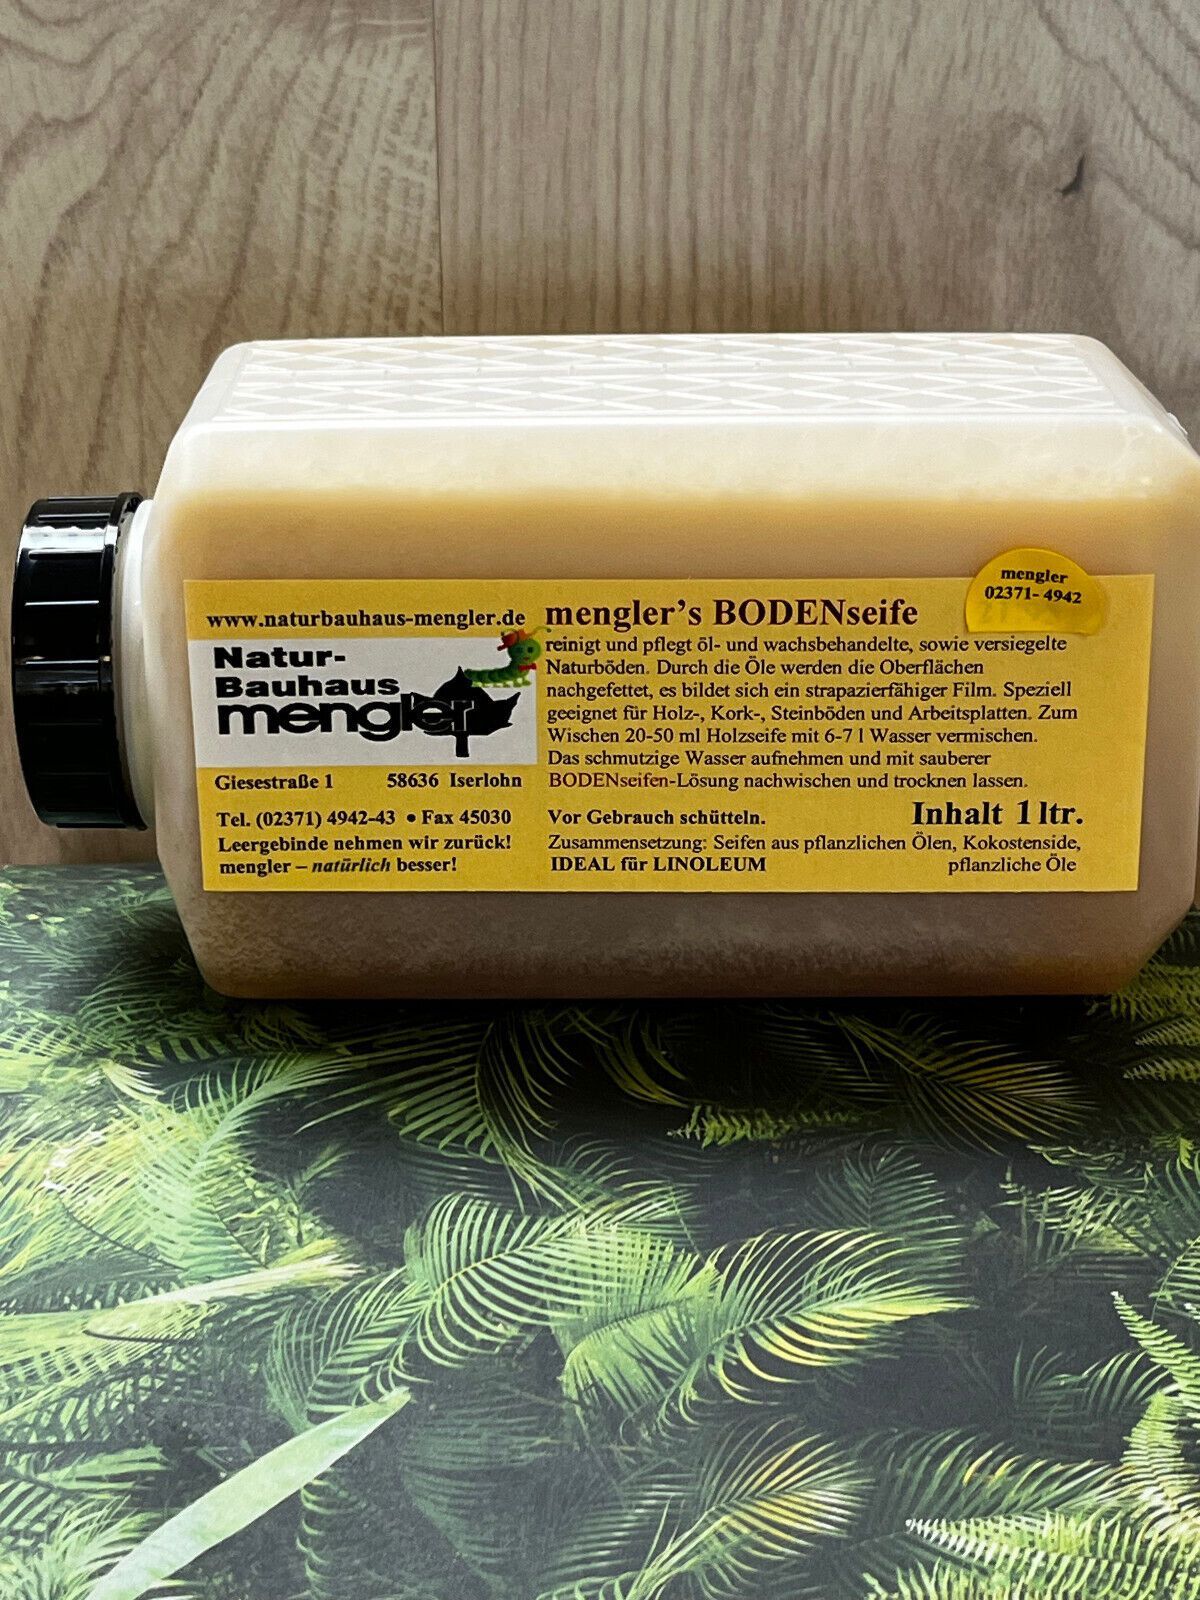 www.naturbauhaus-mengler.de
Natur-
Bauhaus
mengler
Giesestraße 1 58636 Iserlohn
Tel. (02371) 4942-43 • Fax 45030
Leergebinde nehmen wir zurück!
mengler – natürlich besser!
mengler's BODENseife
reinigt und pflegt öl- und wachsbehandelte, sowie versiegelte
Naturböden. Durch die Öle werden die Oberflächen
nachgefettet, es bildet sich ein strapazierfähiger Film. Speziell
geeignet für Holz-, Kork-, Steinböden und Arbeitsplatten. Zum
Wischen 20-50 ml Holzseife mit 6-7 l Wasser vermischen.
Das schmutzige Wasser aufnehmen und mit sauberer
BODENseifen-Lösung nachwischen und trocknen lassen.
Vor Gebrauch schütteln. Inhalt 1 ltr.
Zusammensetzung: Seifen aus pflanzlichen Ölen, Kokostenside,
IDEAL für LINOLEUM pflanzliche Öle
mengler
02371- 4942